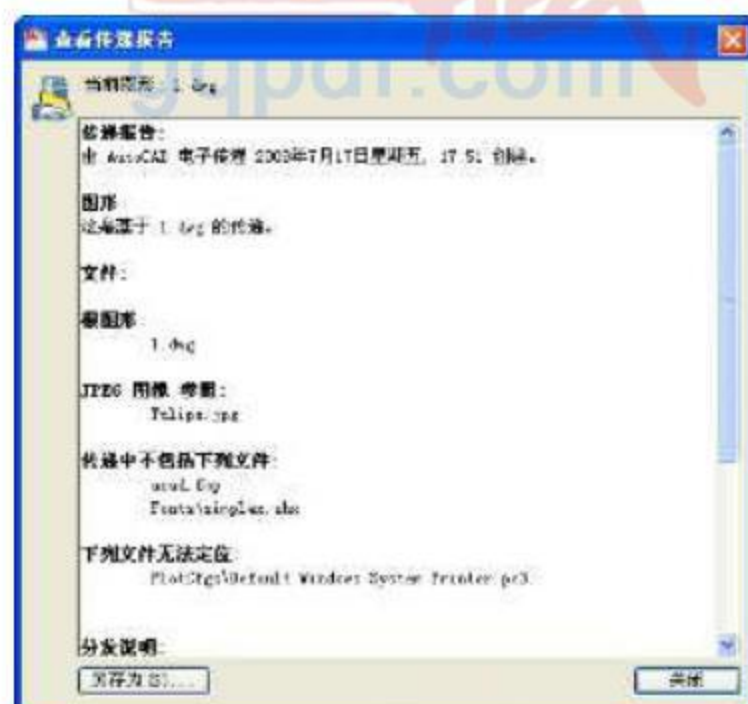 查看传递报告
当前图形: 1.dwg
传递报告:
由 AutoCAD 电子传递 2009年7月17日星期五, 17:51 创建。
图形:
这是基于 1.dwg 的传递。
文件:
根图形:
1.dwg
JPEG 图像 参照:
Tulips.jpg
传递中不包括下列文件:
acad.fmp
Fonts\simplex.shx
下列文件无法定位:
PlotCfgs\Default Windows System Printer.pc3
分发说明:
另存为(S)...
关闭